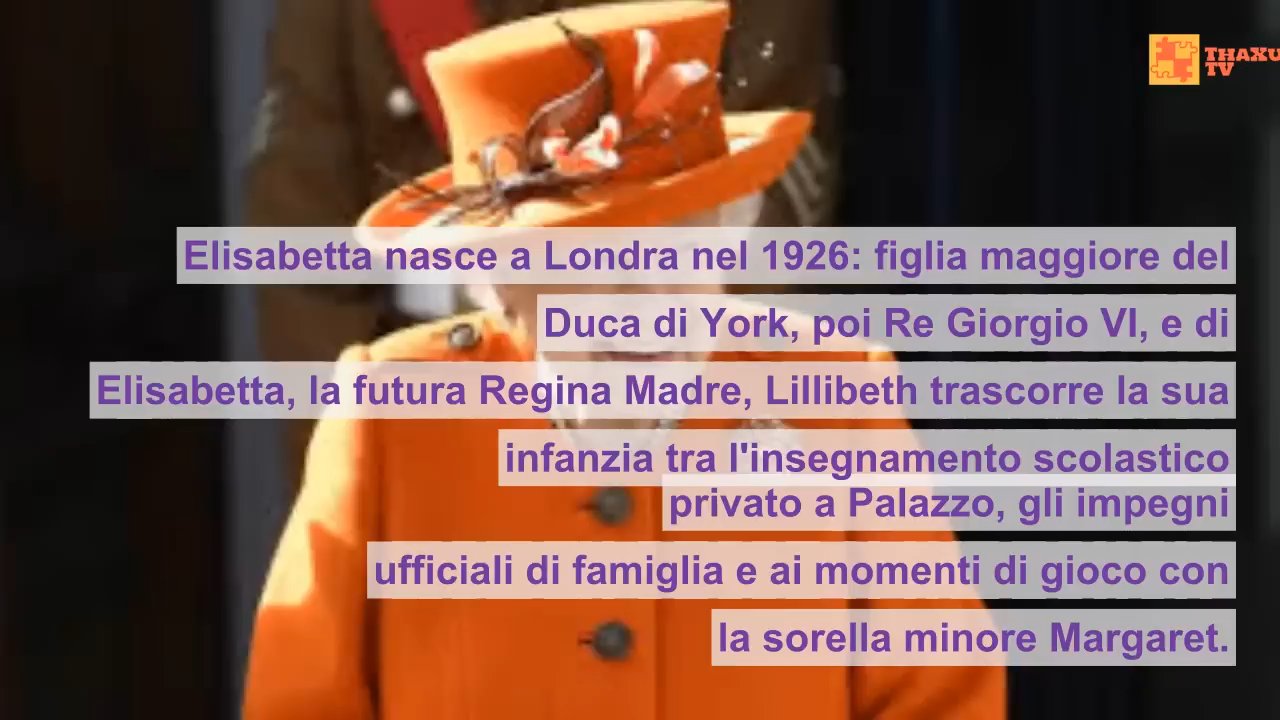 THAXU
TV
Elisabetta nasce a Londra nel 1926: figlia maggiore del
Duca di York, poi Re Giorgio VI, e di
Elisabetta, la futura Regina Madre, Lillibeth trascorre la sua
infanzia tra l'insegnamento scolastico
privato a Palazzo, gli impegni
ufficiali di famiglia e ai momenti di gioco con
la sorella minore Margaret.